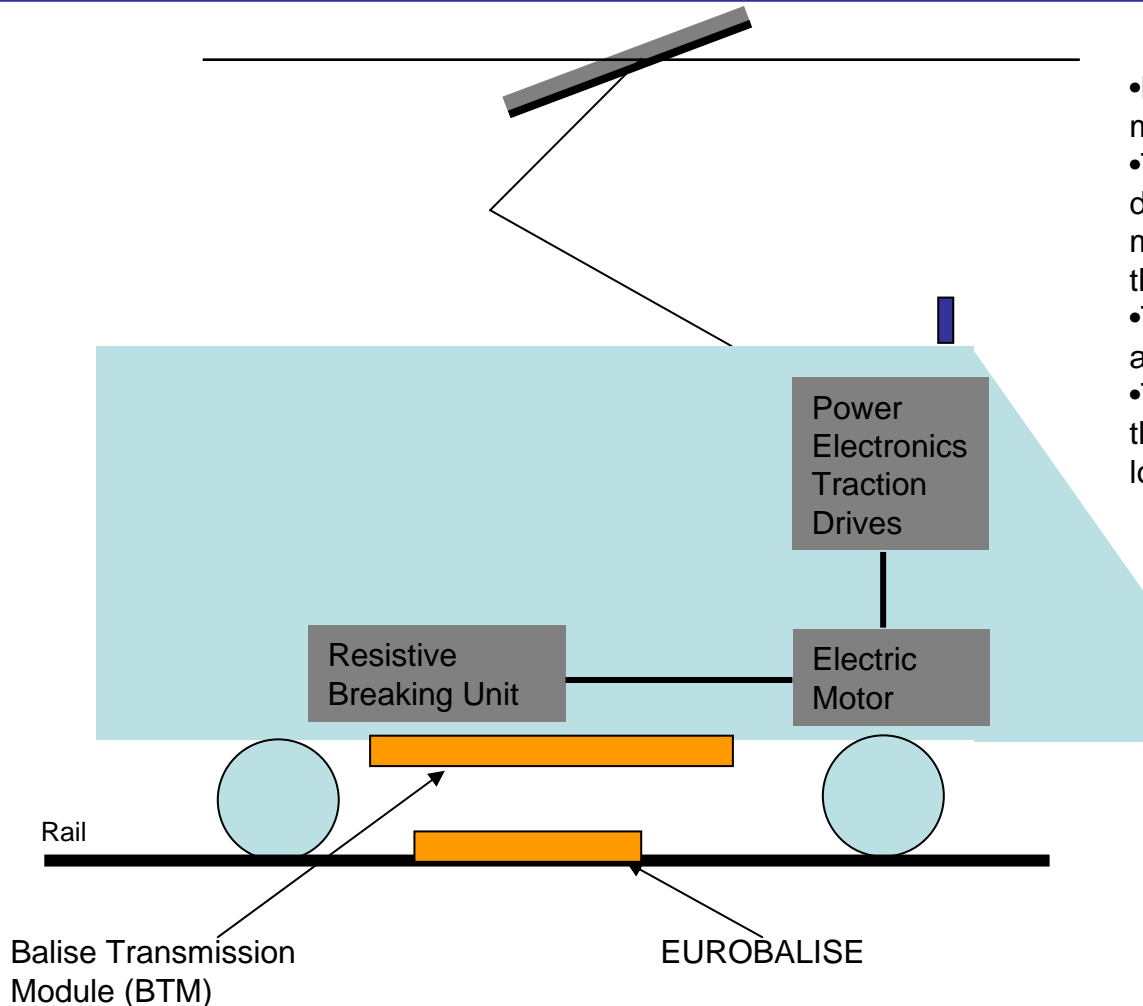 Power
Electronics
Traction
Drives
Resistive
Breaking Unit
Electric
Motor
Rail
Balise Transmission
Module (BTM)
EUROBALISE